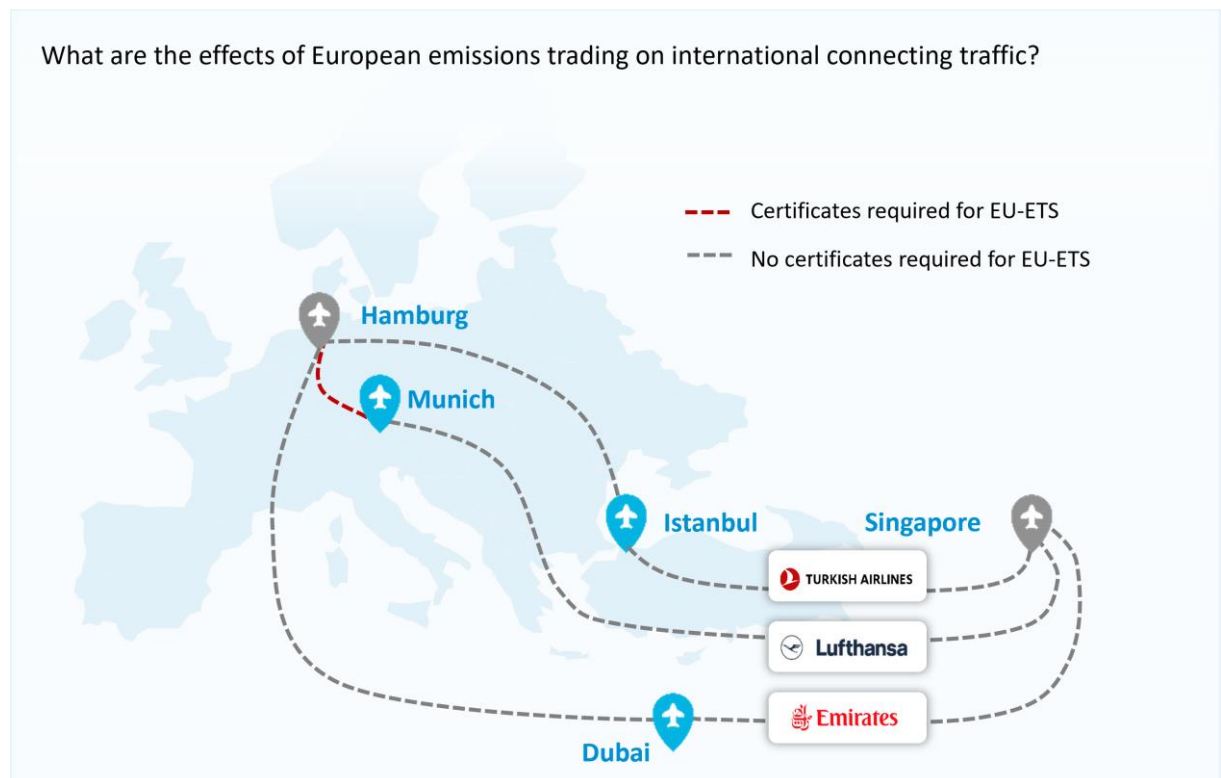 What are the effects of European emissions trading on international connecting traffic?
Certificates required for EU-ETS
No certificates required for EU-ETS
Hamburg
Munich
Istanbul
Singapore
TURKISH AIRLINES
Lufthansa
Emirates
Dubai